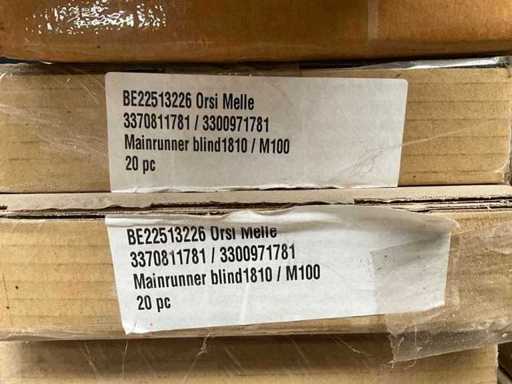 BE22513226 Orsi Melle
3370811781 / 3300971781
Mainrunner blind1810 / M100
20 pc
BE22513226 Orsi Melle
3370811781 / 3300971781
Mainrunner blind1810 / M100
20 pc